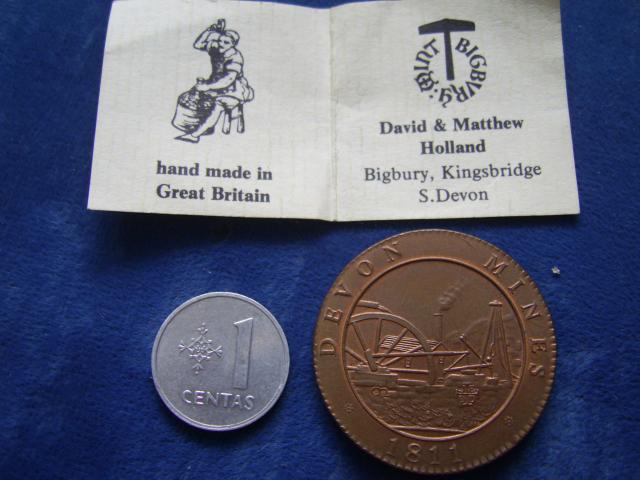 MINT BIGBURY
hand made in
Great Britain
David & Matthew
Holland
Bigbury, Kingsbridge
S.Devon
1
CENTAS
DEVON MINES
1811